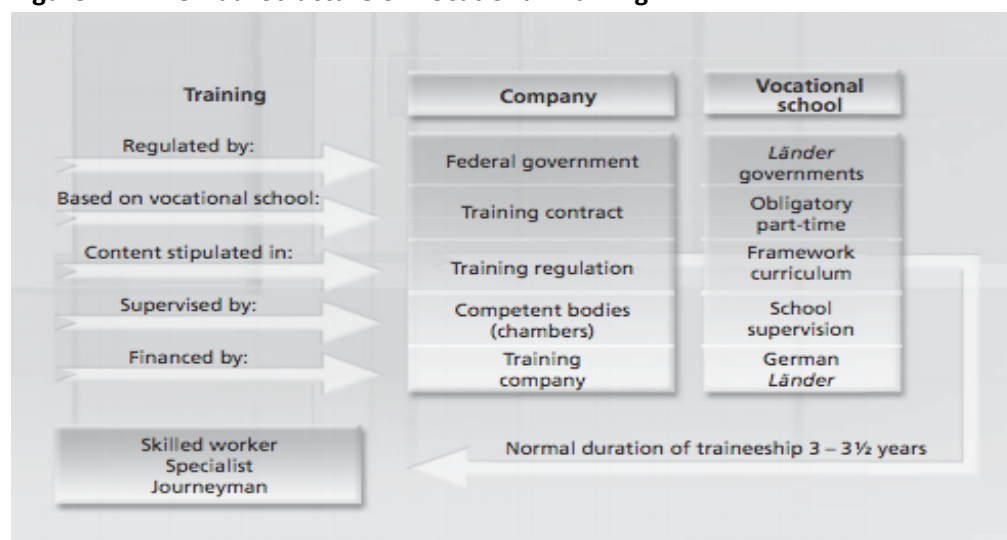 Training
Company
Vocational
school
Regulated by:
Federal government
Länder
governments
Based on vocational school:
Training contract
Obligatory
part-time
Content stipulated in:
Training regulation
Framework
curriculum
Supervised by:
Competent bodies
(chambers)
School
supervision
Financed by:
Training
company
German
Länder
Skilled worker
Specialist
Journeyman
Normal duration of traineeship 3 – 3½ years